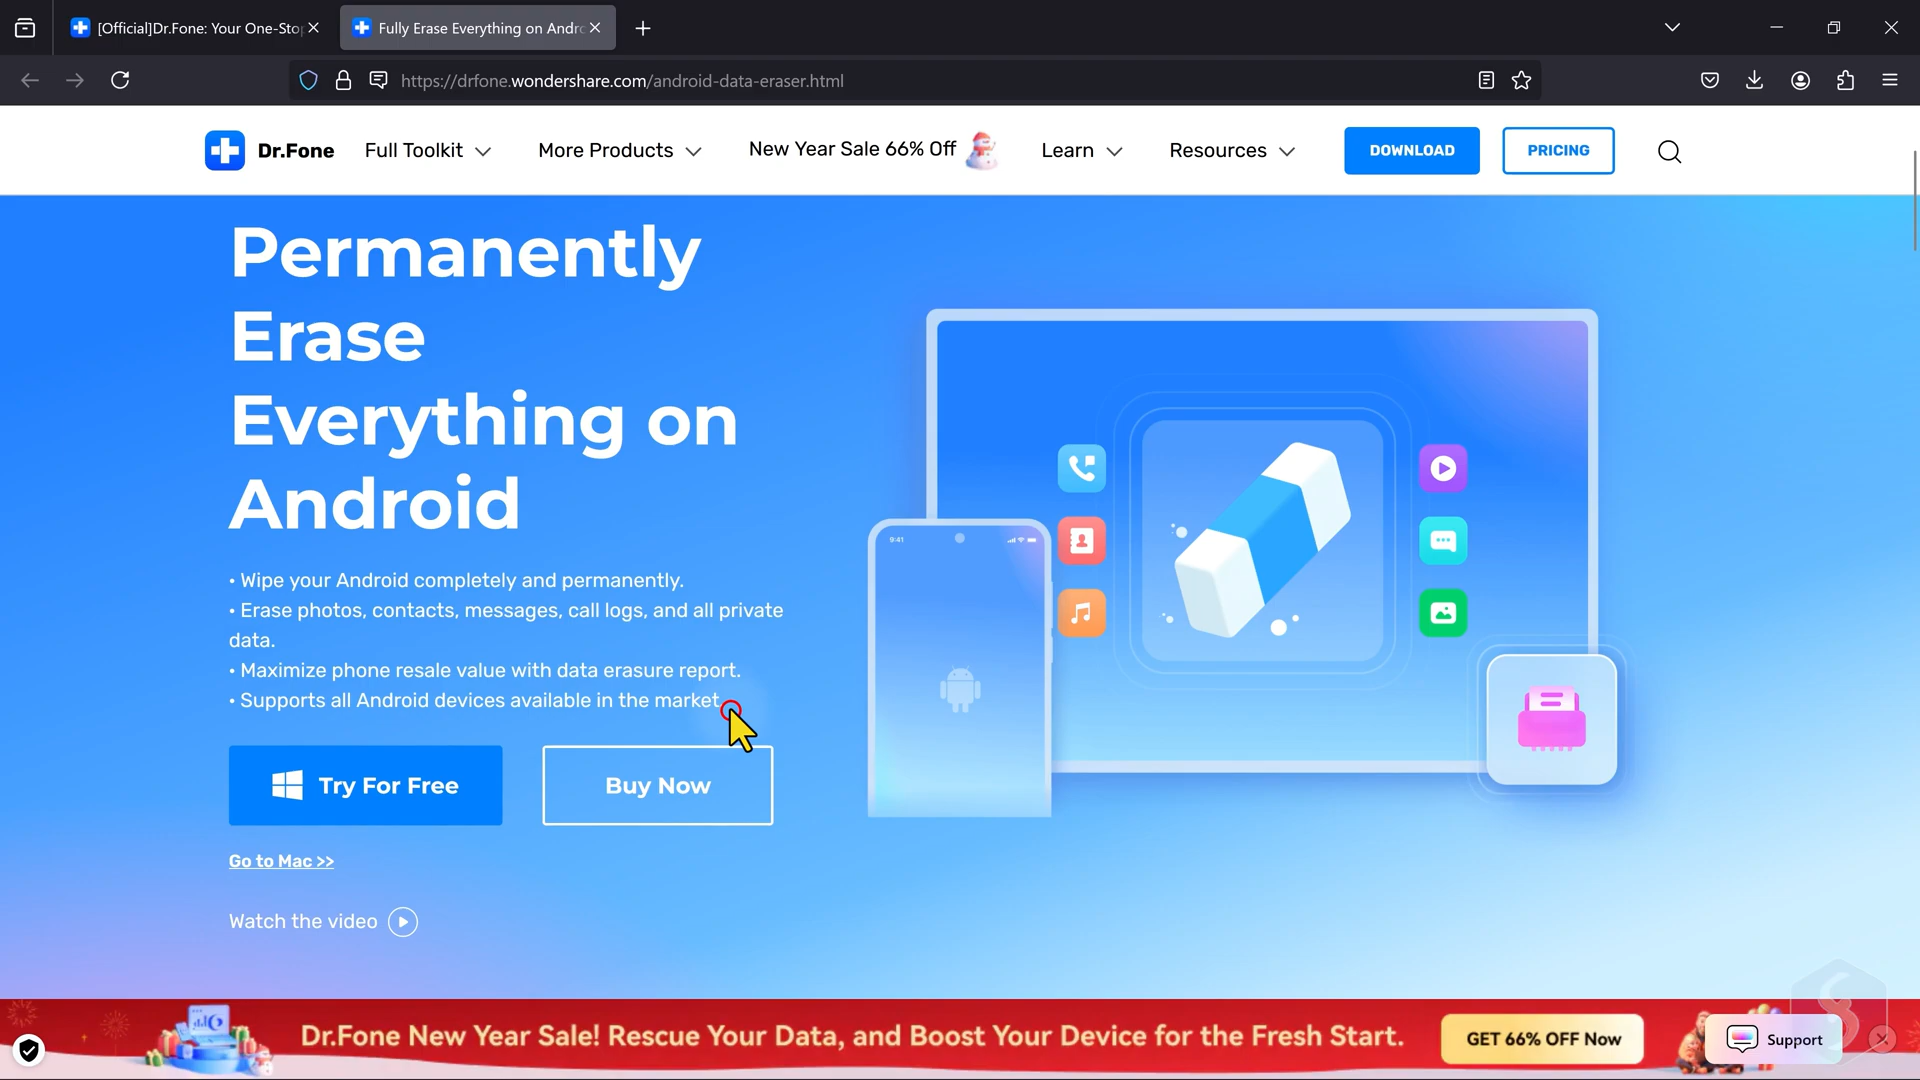 [Official]Dr.Fone: Your One-Sto
Fully Erase Everything on Andro
https://drfone.wondershare.com/android-data-eraser.html
Dr.Fone
Full Toolkit
More Products
New Year Sale 66% Off
Learn
Resources
DOWNLOAD
PRICING
Permanently
Erase
Everything on
Android
• Wipe your Android completely and permanently.
• Erase photos, contacts, messages, call logs, and all private
data.
• Maximize phone resale value with data erasure report.
• Supports all Android devices available in the market
9:41
Try For Free
Buy Now
Go to Mac >>
Watch the video
Dr.Fone New Year Sale! Rescue Your Data, and Boost Your Device for the Fresh Start.
GET 66% OFF Now
Support